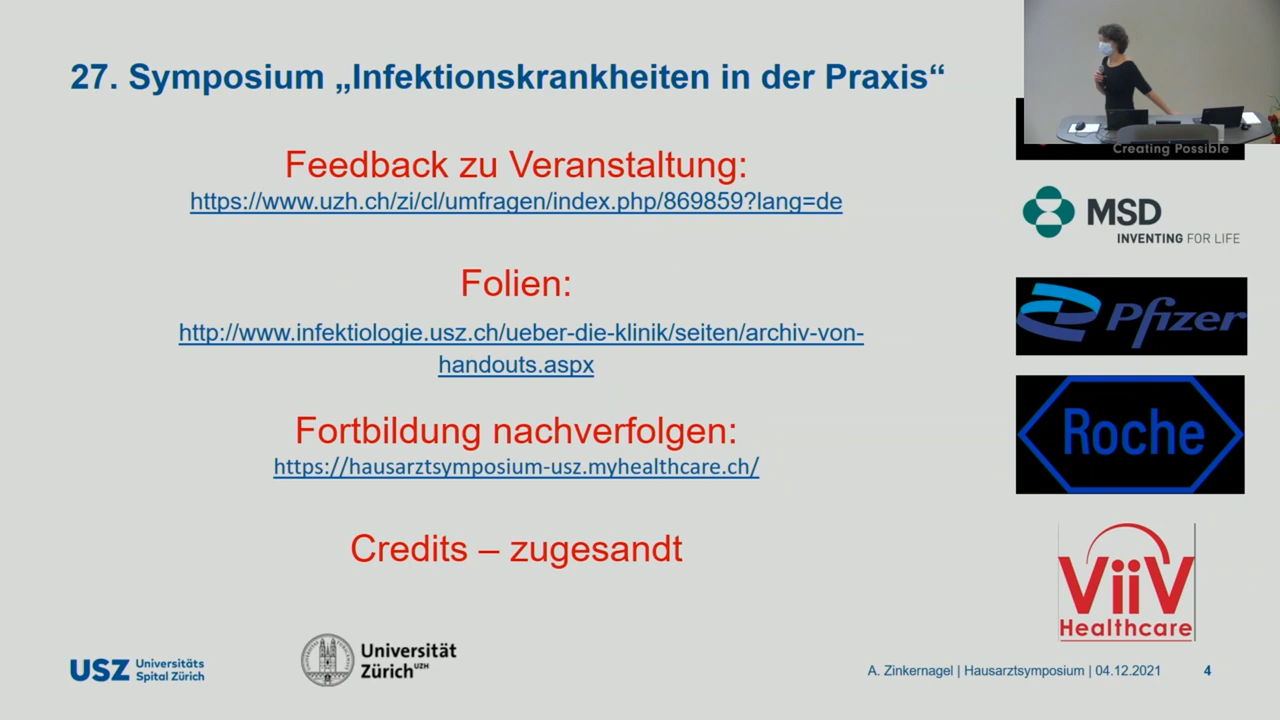 27. Symposium „Infektionskrankheiten in der Praxis“
Feedback zu Veranstaltung:
https://www.uzh.ch/zi/cl/umfragen/index.php/869859?lang=de
Folien:
http://www.infektiologie.usz.ch/ueber-die-klinik/seiten/archiv-von-
handouts.aspx
Fortbildung nachverfolgen:
https://hausarztsymposium-usz.myhealthcare.ch/
Credits – zugesandt
Creating Possible
MSD
INVENTING FOR LIFE
Pfizer
Roche
ViiV
Healthcare
USZ Universitäts
Spital Zürich
Universität
Zürich UZH
A. Zinkernagel | Hausarztsymposium | 04.12.2021 4